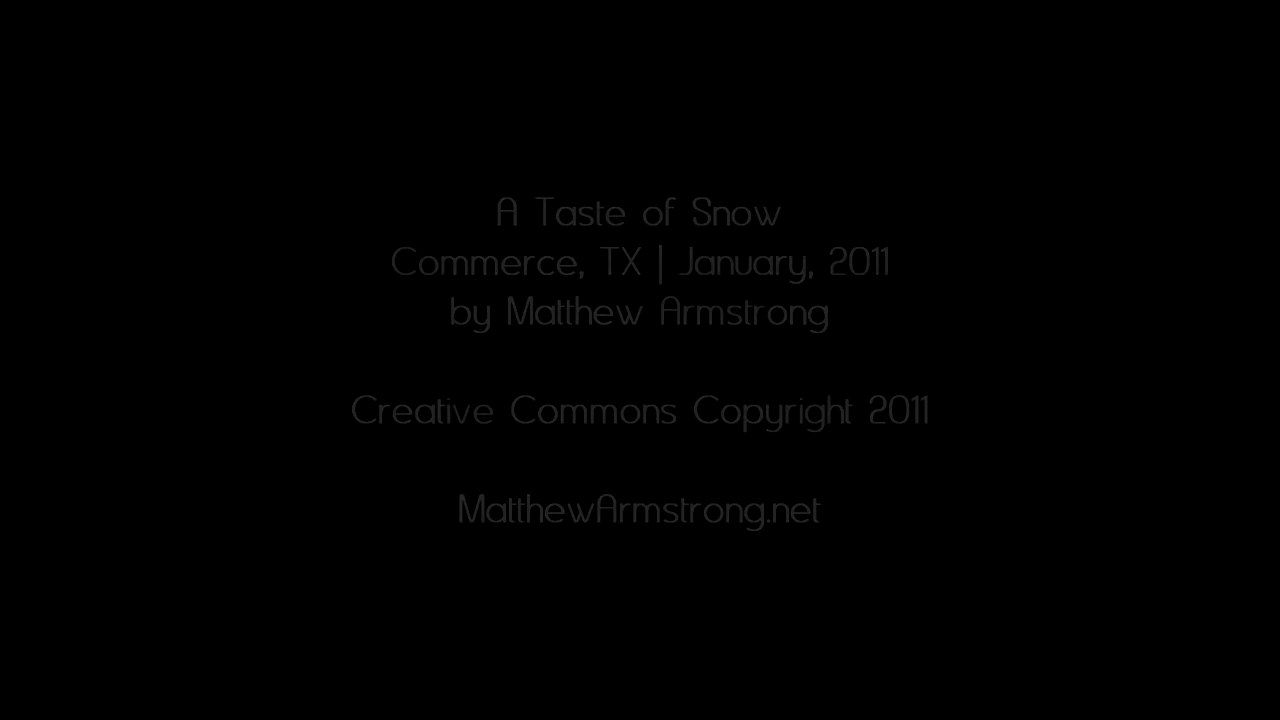 A Taste of Snow
Commerce, TX | January, 2011
by Matthew Armstrong
Creative Commons Copyright 2011
MatthewArmstrong.net